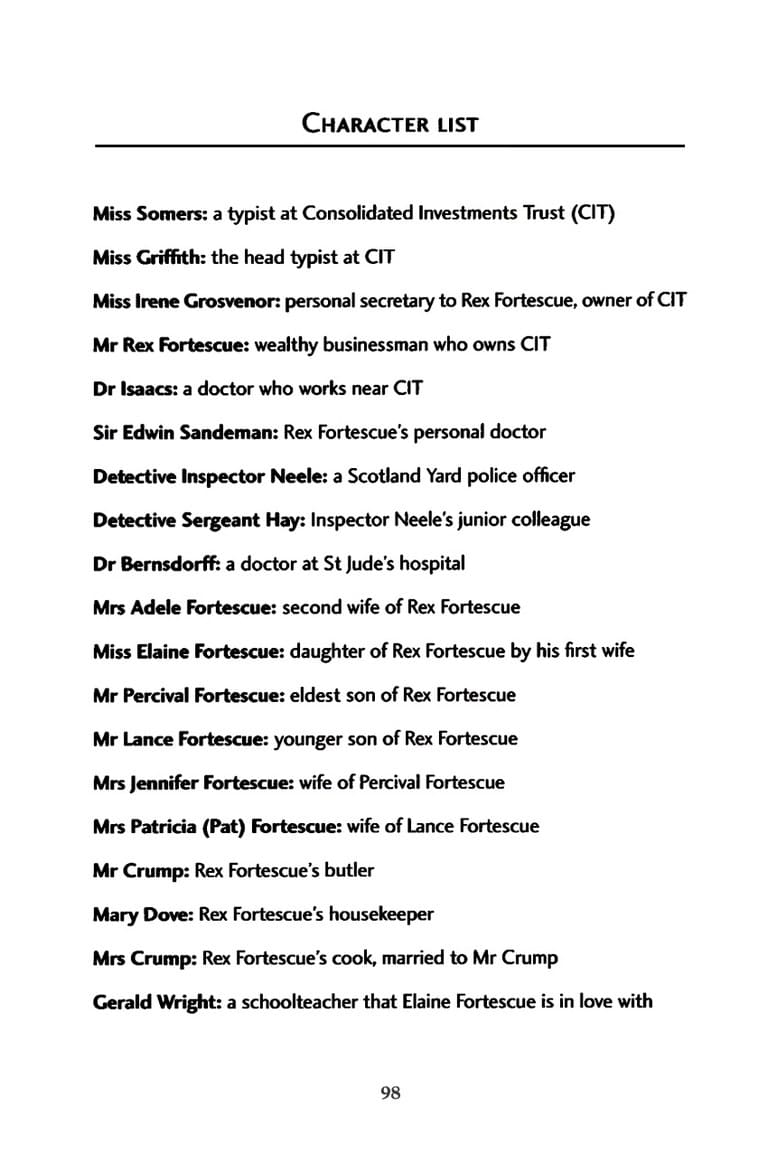 CHARACTER LIST
Miss Somers: a typist at Consolidated Investments Trust (CIT)
Miss Griffith: the head typist at CIT
Miss Irene Grosvenor: personal secretary to Rex Fortescue, owner of CIT
Mr Rex Fortescue: wealthy businessman who owns CIT
Dr Isaacs: a doctor who works near CIT
Sir Edwin Sandeman: Rex Fortescue's personal doctor
Detective Inspector Neele: a Scotland Yard police officer
Detective Sergeant Hay: Inspector Neele's junior colleague
Dr Bernsdorff: a doctor at St Jude's hospital
Mrs Adele Fortescue: second wife of Rex Fortescue
Miss Elaine Fortescue: daughter of Rex Fortescue by his first wife
Mr Percival Fortescue: eldest son of Rex Fortescue
Mr Lance Fortescue: younger son of Rex Fortescue
Mrs Jennifer Fortescue: wife of Percival Fortescue
Mrs Patricia (Pat) Fortescue: wife of Lance Fortescue
Mr Crump: Rex Fortescue's butler
Mary Dove: Rex Fortescue's housekeeper
Mrs Crump: Rex Fortescue's cook, married to Mr Crump
Gerald Wright: a schoolteacher that Elaine Fortescue is in love with
98